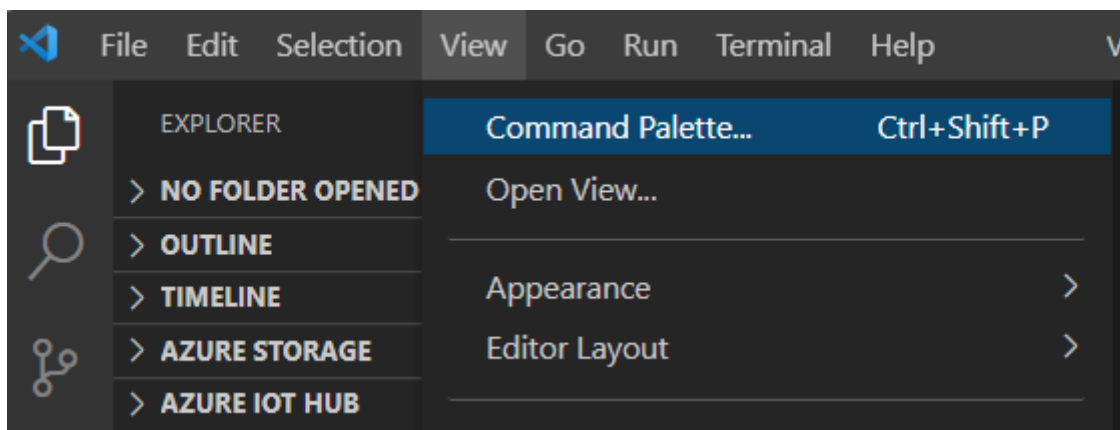 File Edit Selection View Go Run Terminal Help
EXPLORER
NO FOLDER OPENED
OUTLINE
TIMELINE
AZURE STORAGE
AZURE IOT HUB
Command Palette... Ctrl+Shift+P
Open View...
Appearance
Editor Layout